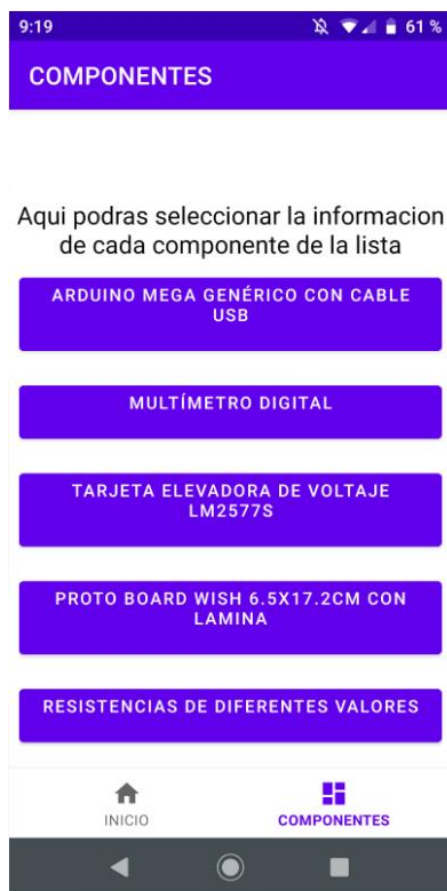 9:19
61 %
COMPONENTES
Aqui podras seleccionar la informacion
de cada componente de la lista
ARDUINO MEGA GENÉRICO CON CABLE
USB
MULTÍMETRO DIGITAL
TARJETA ELEVADORA DE VOLTAJE
LM2577S
PROTO BOARD WISH 6.5X17.2CM CON
LAMINA
RESISTENCIAS DE DIFERENTES VALORES
INICIO
COMPONENTES